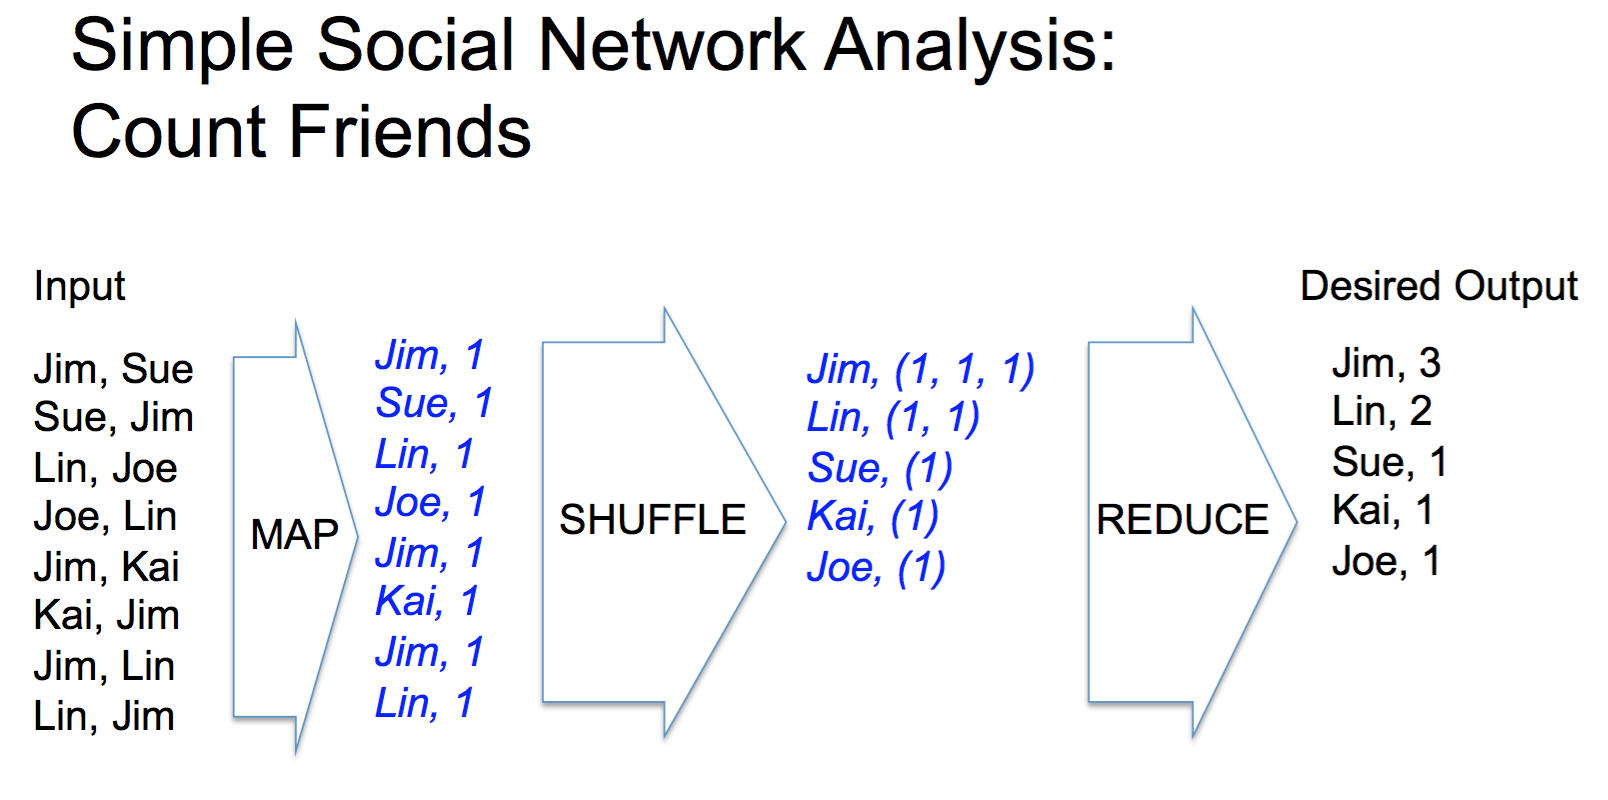 Simple Social Network Analysis:
Count Friends
Input
Jim, Sue
Sue, Jim
Lin, Joe
Joe, Lin
Jim, Kai
Kai, Jim
Jim, Lin
Lin, Jim
MAP
Jim, 1
Sue, 1
Lin, 1
Joe, 1
Jim, 1
Kai, 1
Jim, 1
Lin, 1
SHUFFLE
Jim, (1, 1, 1)
Lin, (1, 1)
Sue, (1)
Kai, (1)
Joe, (1)
REDUCE
Desired Output
Jim, 3
Lin, 2
Sue, 1
Kai, 1
Joe, 1